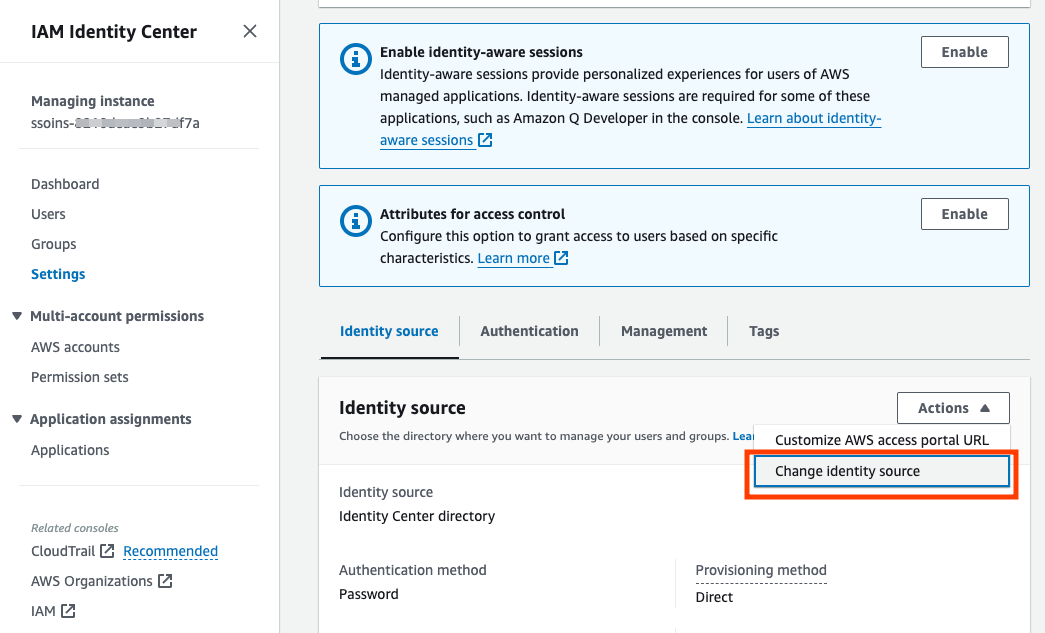 IAM Identity Center
Managing instance
ssoins-
f7a
Dashboard
Users
Groups
Settings
Multi-account permissions
AWS accounts
Permission sets
Application assignments
Applications
Related consoles
CloudTrail Recommended
AWS Organizations
IAM
Enable identity-aware sessions
Identity-aware sessions provide personalized experiences for users of AWS
managed applications. Identity-aware sessions are required for some of these
applications, such as Amazon Q Developer in the console. Learn about identity-
aware sessions
Enable
Attributes for access control
Configure this option to grant access to users based on specific
characteristics. Learn more
Enable
Identity source
Authentication
Management
Tags
Identity source
Choose the directory where you want to manage your users and groups.
Actions
Customize AWS access portal URL
Change identity source
Identity source
Identity Center directory
Authentication method
Password
Provisioning method
Direct